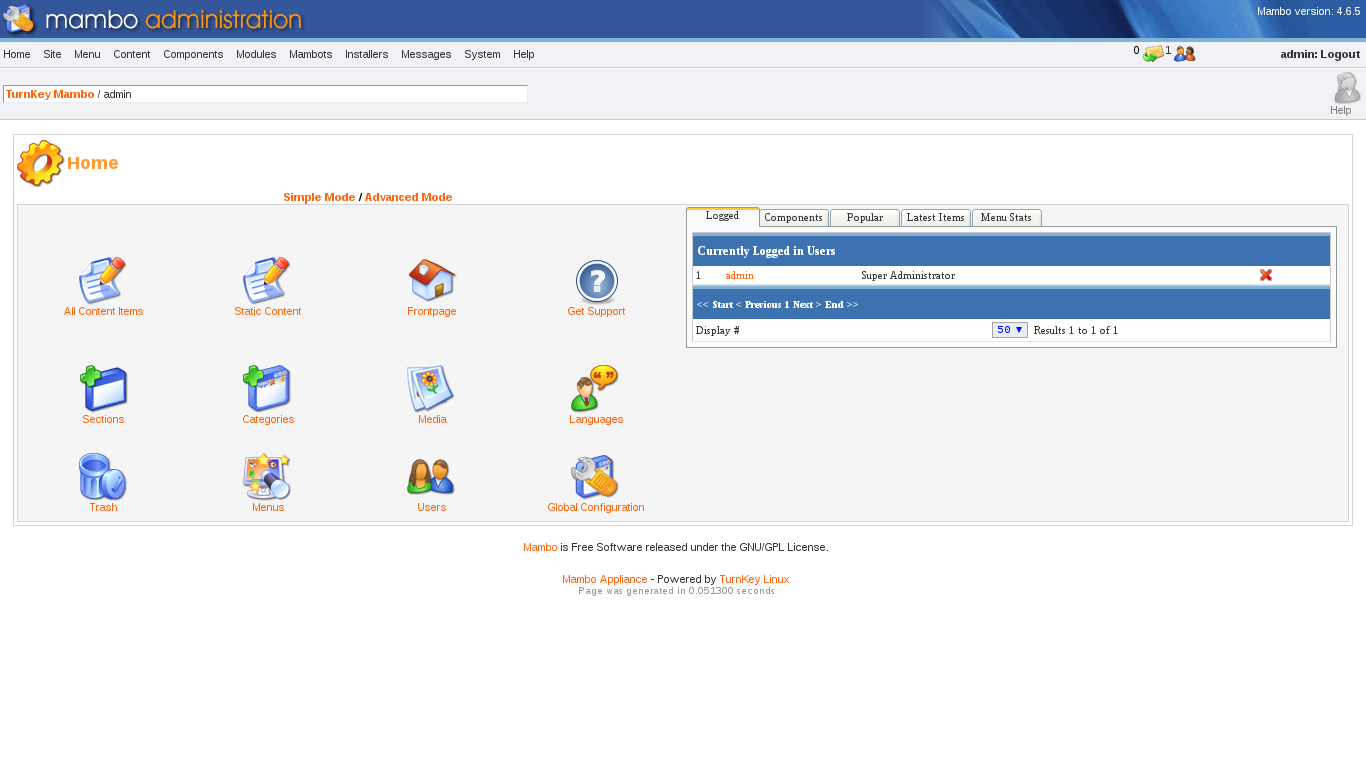 mambo administration
Mambo version: 4.6.5
Home Site Menu Content Components Modules Mambots Installers Messages System Help 0 1 admin: Logout
TurnKey Mambo / admin
Help
Home
Simple Mode / Advanced Mode
Logged Components Popular Latest Items Menu Stats
Currently Logged in Users
1 admin Super Administrator
<< Start < Previous 1 Next > End >>
Display # 50 ▼ Results 1 to 1 of 1
All Content Items Static Content Frontpage Get Support
Sections Categories Media Languages
Trash Menus Users Global Configuration
Mambo is Free Software released under the GNU/GPL License.
Mambo Appliance - Powered by TurnKey Linux
Page was generated in 0.051300 seconds